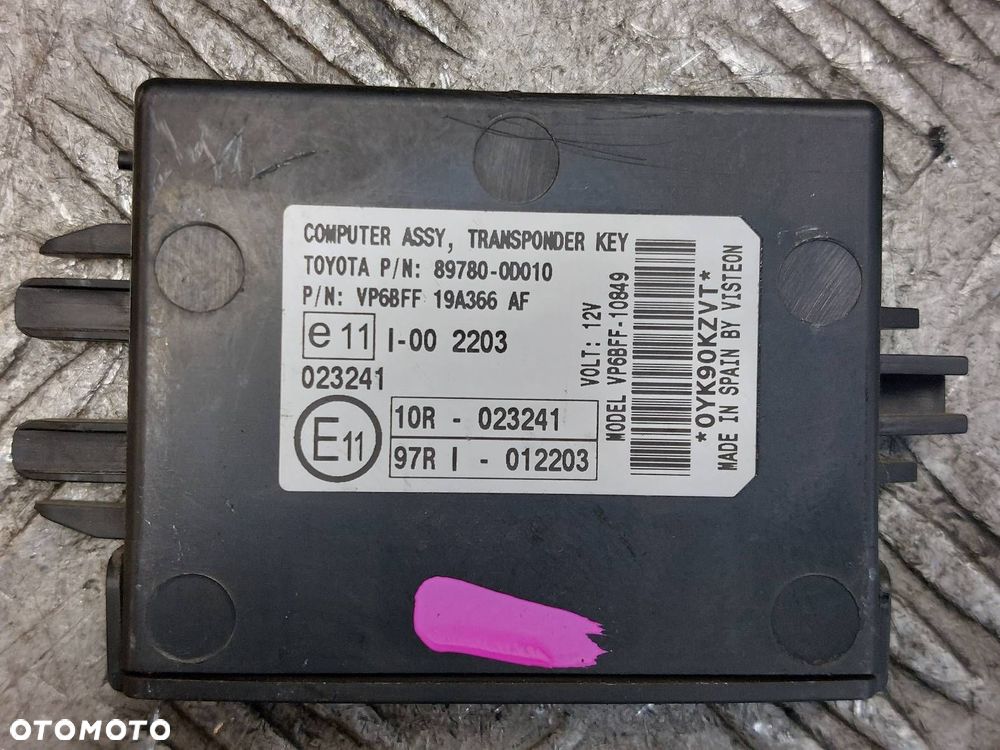 COMPUTER ASSY, TRANSPONDER KEY
TOYOTA P/N: 89780-0D010
P/N: VP6BFF 19A366 AF
e 11 I-00 2203
023241
E11
10R - 023241
97R I - 012203
VOLT: 12V
MODEL VP6BFF-10849
*0YK90KZVT*
MADE IN SPAIN BY VISTEON
OTOMOTO